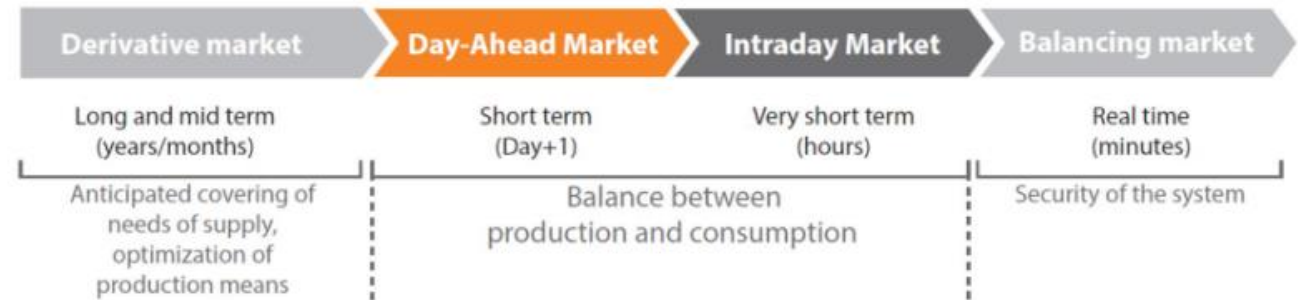 Derivative market
Day-Ahead Market
Intraday Market
Balancing market
Long and mid term
(years/months)
Short term
(Day+1)
Very short term
(hours)
Real time
(minutes)
Anticipated covering of
needs of supply,
optimization of
production means
Balance between
production and consumption
Security of the system